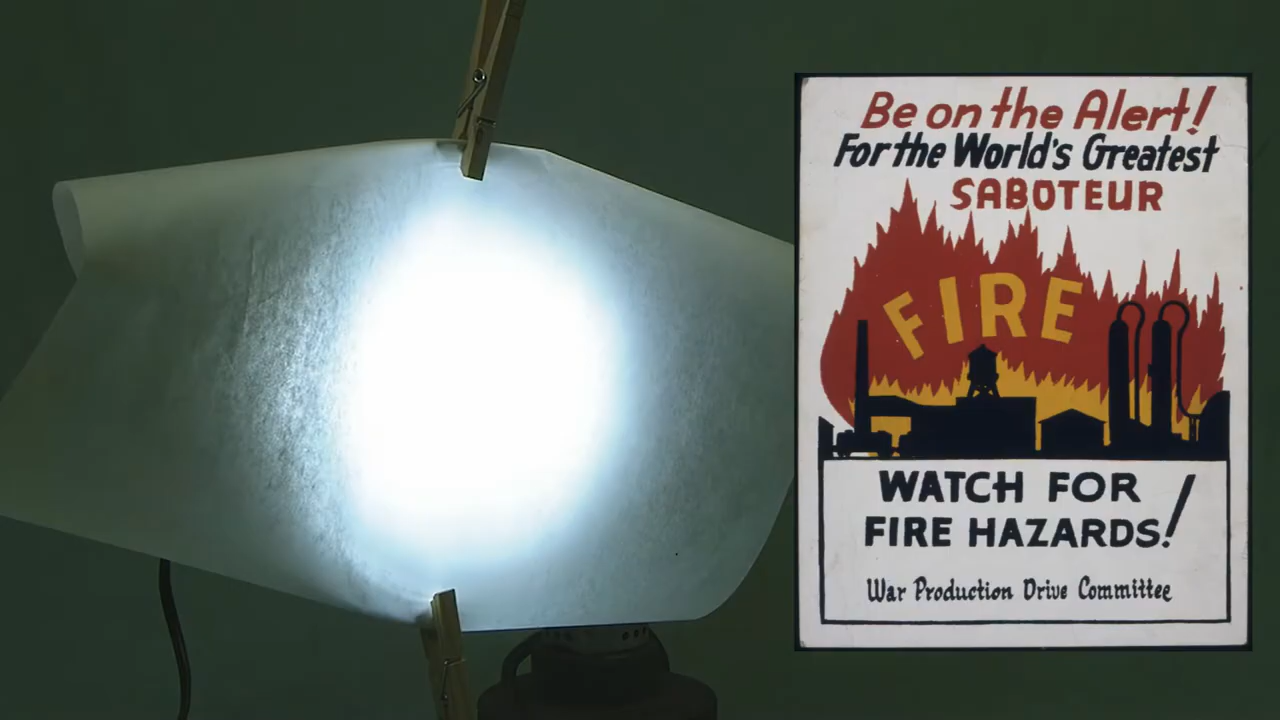 Be on the Alert!
For the World's Greatest
SABOTEUR
FIRE
WATCH FOR
FIRE HAZARDS!
War Production Drive Committee